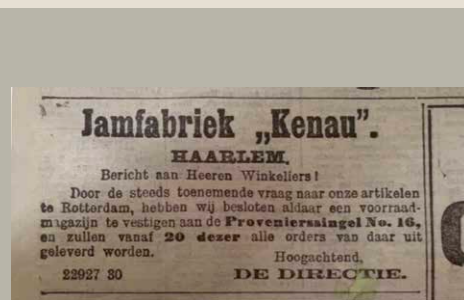 Jamfabriek „Kenau”.
HAARLEM.
Bericht aan Heeren Winkeliers!
Door de steeds toenemende vraag naar onze artikelen
te Rotterdam, hebben wij besloten aldaar een voorraad-
magazijn te vestigen aan de Provenierssingel No. 16,
en zullen vanaf 20 dezer alle orders van daar uit
geleverd worden.
Hoogachtend,
22927 30 DE DIRECTIE.